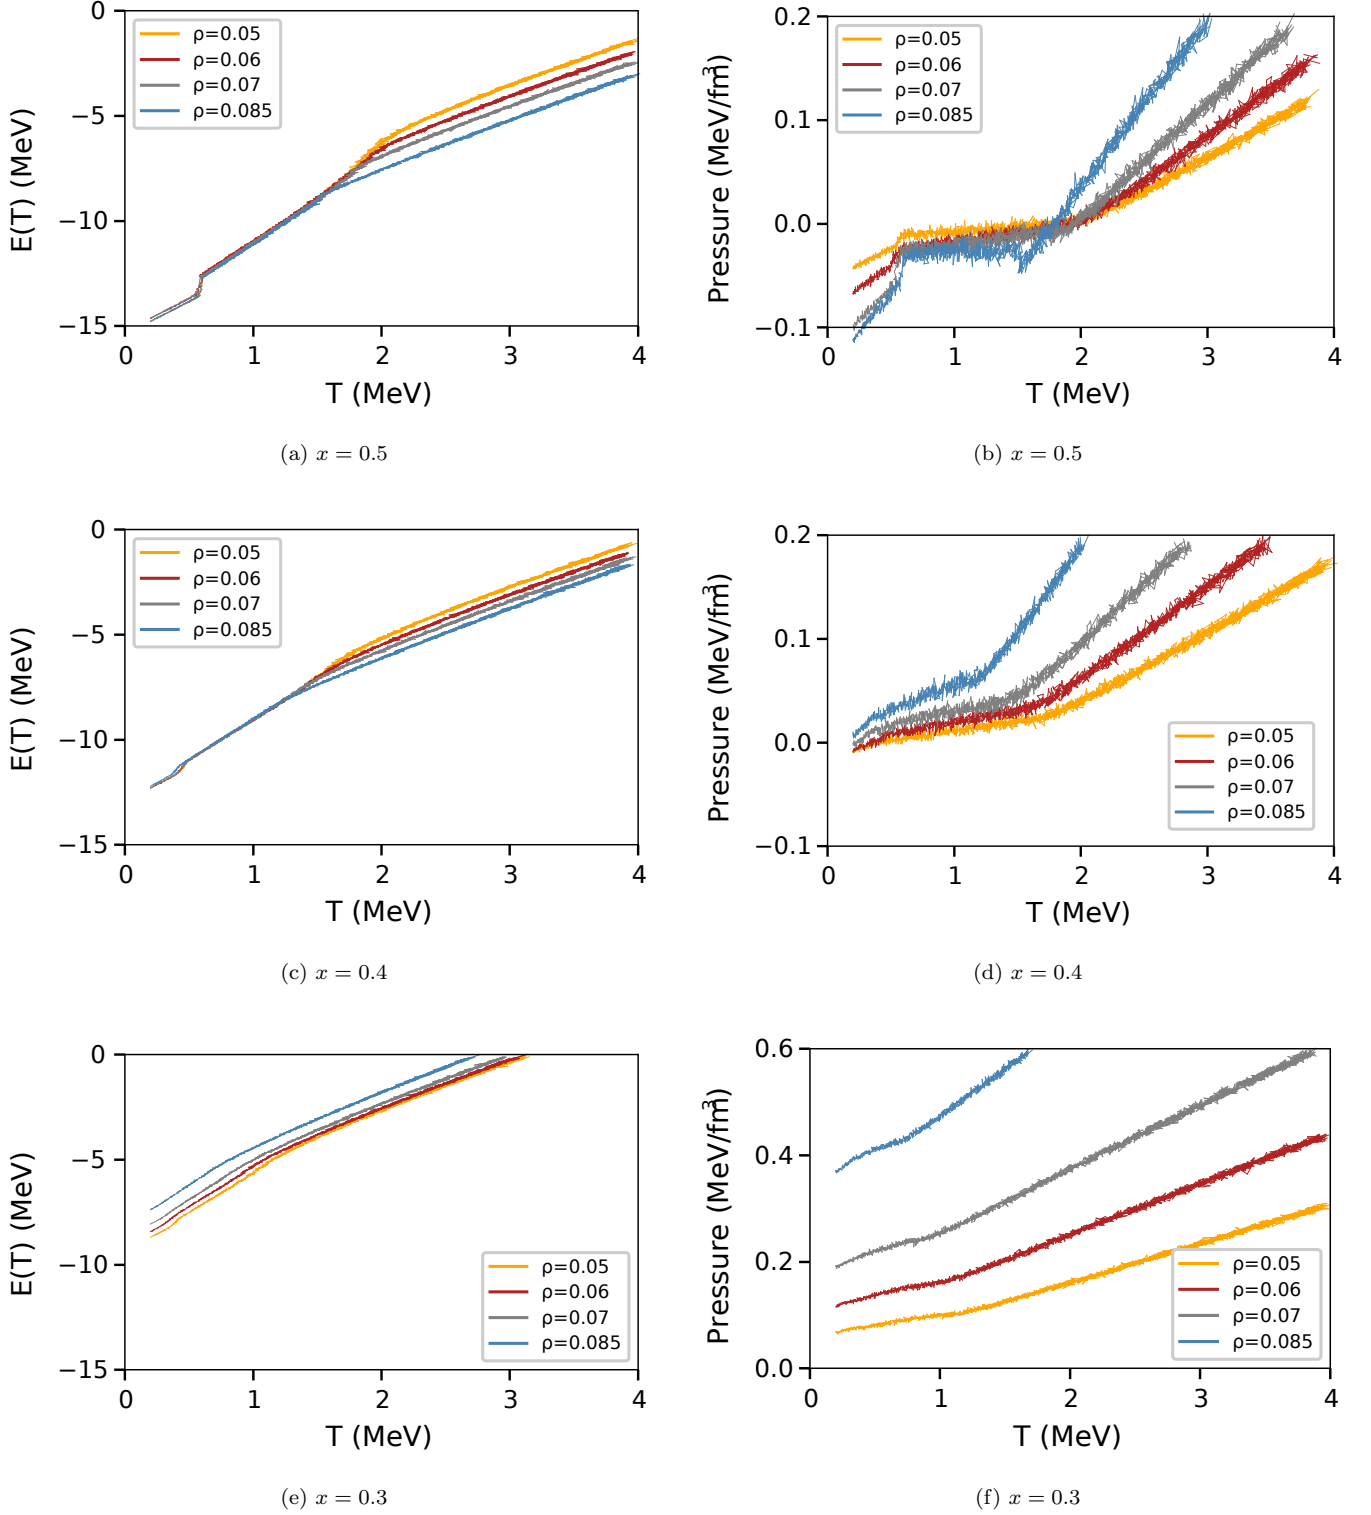 E(T) (MeV)
0
−5
−10
−15
ρ=0.05
ρ=0.06
ρ=0.07
ρ=0.085
0 1 2 3 4
T (MeV)
(a) x = 0.5
Pressure (MeV/fm³)
0.2
0.1
0.0
−0.1
ρ=0.05
ρ=0.06
ρ=0.07
ρ=0.085
0 1 2 3 4
T (MeV)
(b) x = 0.5
E(T) (MeV)
0
−5
−10
−15
ρ=0.05
ρ=0.06
ρ=0.07
ρ=0.085
0 1 2 3 4
T (MeV)
(c) x = 0.4
Pressure (MeV/fm³)
0.2
0.1
0.0
−0.1
ρ=0.05
ρ=0.06
ρ=0.07
ρ=0.085
0 1 2 3 4
T (MeV)
(d) x = 0.4
E(T) (MeV)
0
−5
−10
−15
ρ=0.05
ρ=0.06
ρ=0.07
ρ=0.085
0 1 2 3 4
T (MeV)
(e) x = 0.3
Pressure (MeV/fm³)
0.6
0.4
0.2
0.0
ρ=0.05
ρ=0.06
ρ=0.07
ρ=0.085
0 1 2 3 4
T (MeV)
(f) x = 0.3